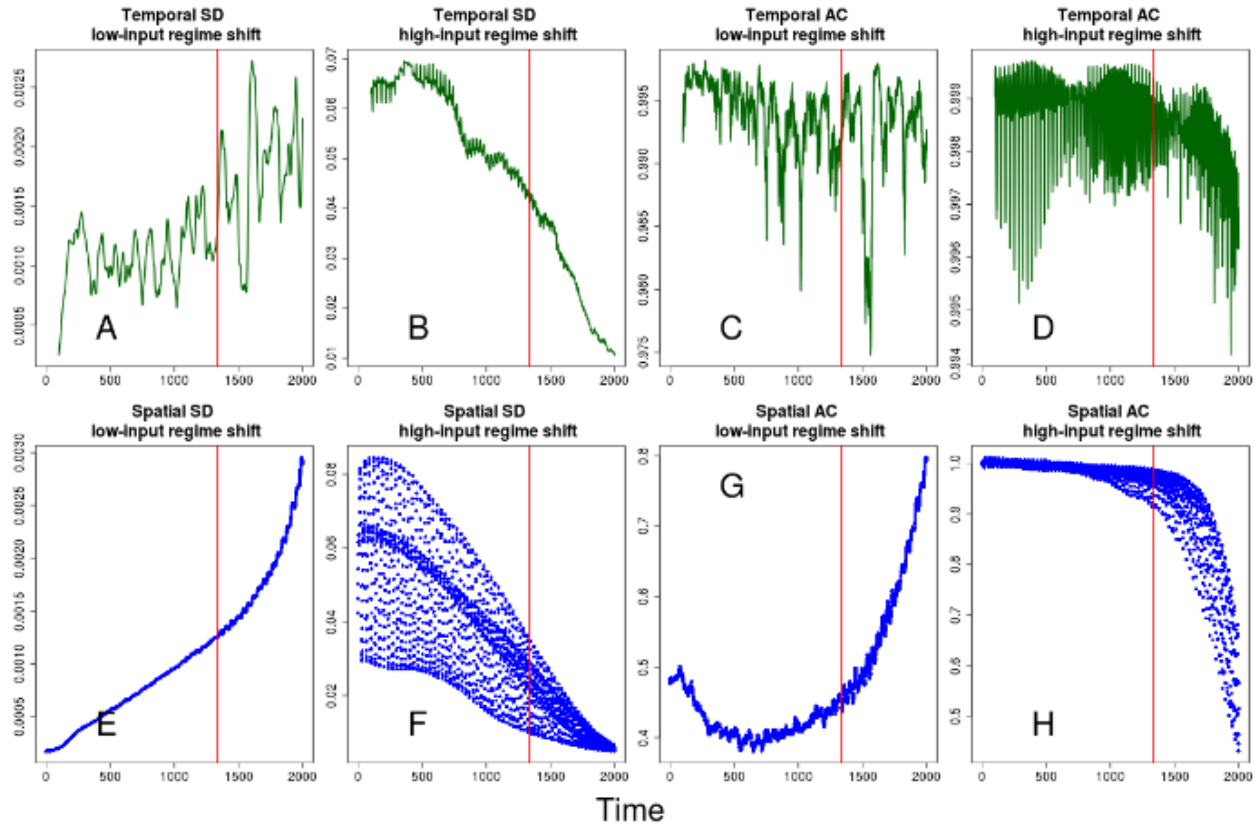 Temporal SD
low-input regime shift
Temporal SD
high-input regime shift
Temporal AC
low-input regime shift
Temporal AC
high-input regime shift
0.0005 0.0010 0.0015 0.0020 0.0025
0 500 1000 1500 2000
A
0.01 0.02 0.03 0.04 0.05 0.06 0.07
0 500 1000 1500 2000
B
0.975 0.980 0.985 0.990 0.995
0 500 1000 1500 2000
C
0.994 0.995 0.996 0.997 0.998 0.999
0 500 1000 1500 2000
D
Spatial SD
low-input regime shift
Spatial SD
high-input regime shift
Spatial AC
low-input regime shift
Spatial AC
high-input regime shift
0.0005 0.0010 0.0015 0.0020 0.0025 0.0030
0 500 1000 1500 2000
E
0.02 0.04 0.06 0.08
0 500 1000 1500 2000
F
0.4 0.5 0.6 0.7 0.8
0 500 1000 1500 2000
G
0.5 0.6 0.7 0.8 0.9 1.0
0 500 1000 1500 2000
H
Time